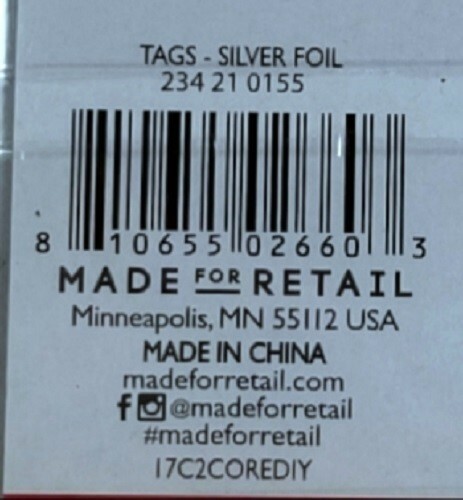 TAGS - SILVER FOIL
234 21 0155
8 10655 02660 3
MADE FOR RETAIL
Minneapolis, MN 55112 USA
MADE IN CHINA
madeforretail.com
f @madeforretail
#madeforretail
17C2COREDIY